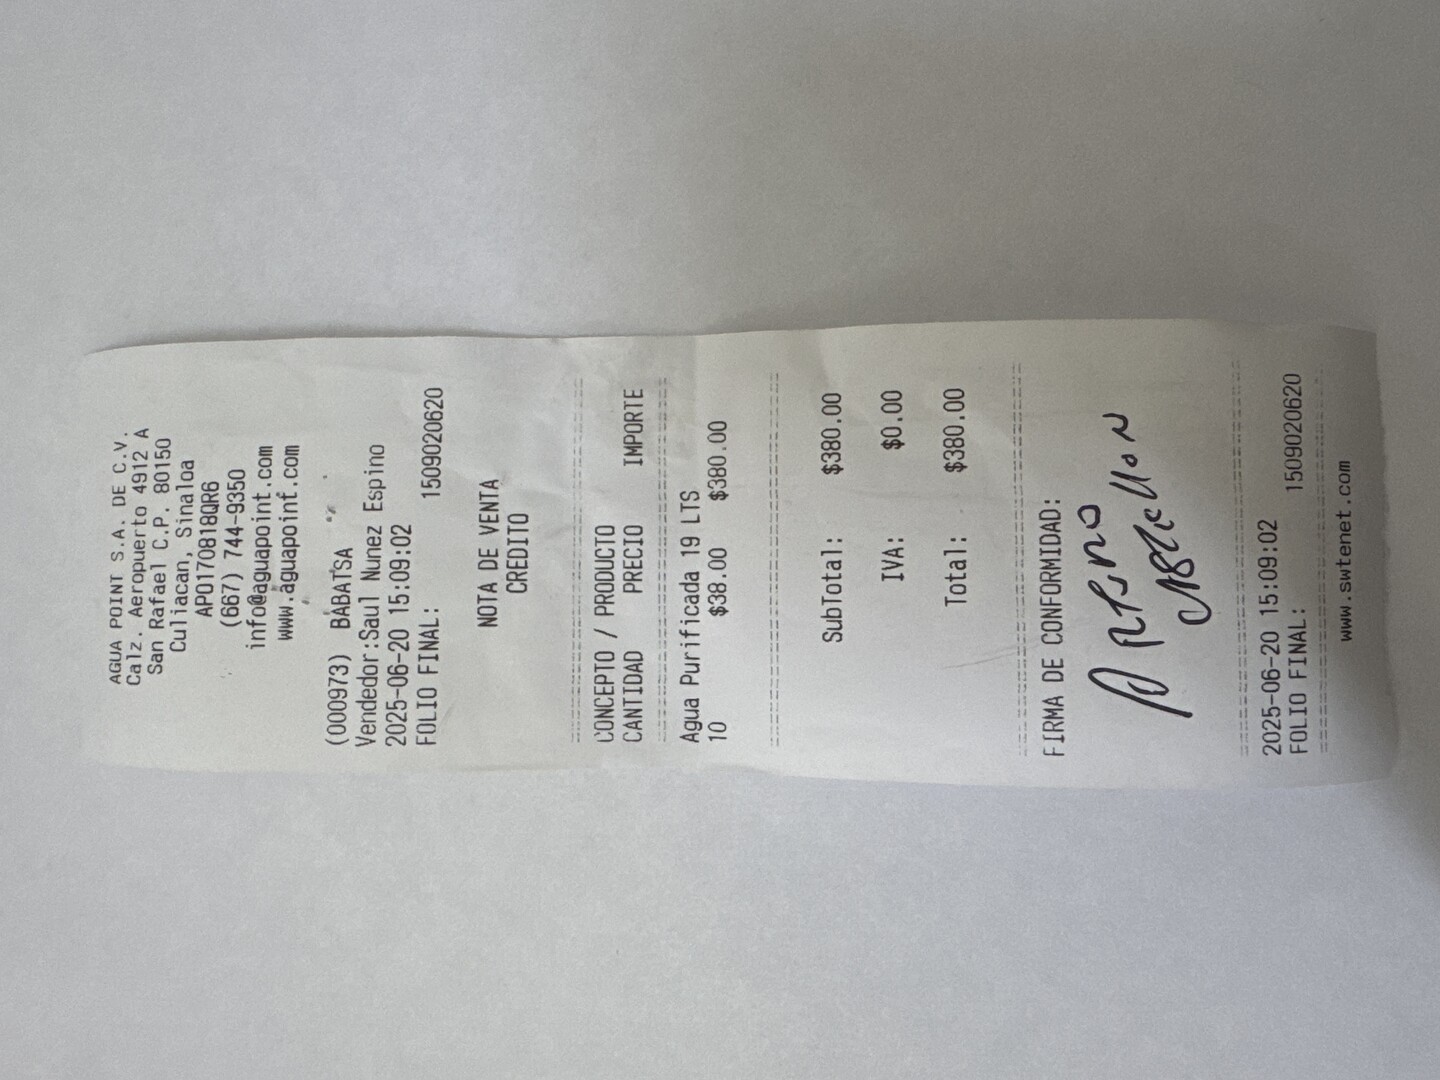 AGUA POINT S.A. DE C.V.
Calz. Aeropuerto 4912 A
San Rafael C.P. 80150
Culiacan, Sinaloa
APO170818QR6
(667) 744-9350
info@aguapoint.com
www.aguapoint.com
(000973) BABATSA
Vendedor:Saul Nunez Espino
2025-06-20 15:09:02
FOLIO FINAL: 1509020620
NOTA DE VENTA
CREDITO
CONCEPTO / PRODUCTO
CANTIDAD PRECIO IMPORTE
Agua Purificada 19 LTS
10 $38.00 $380.00
SubTotal: $380.00
IVA: $0.00
Total: $380.00
FIRMA DE CONFORMIDAD:
2025-06-20 15:09:02
FOLIO FINAL: 1509020620
www.swtenet.com